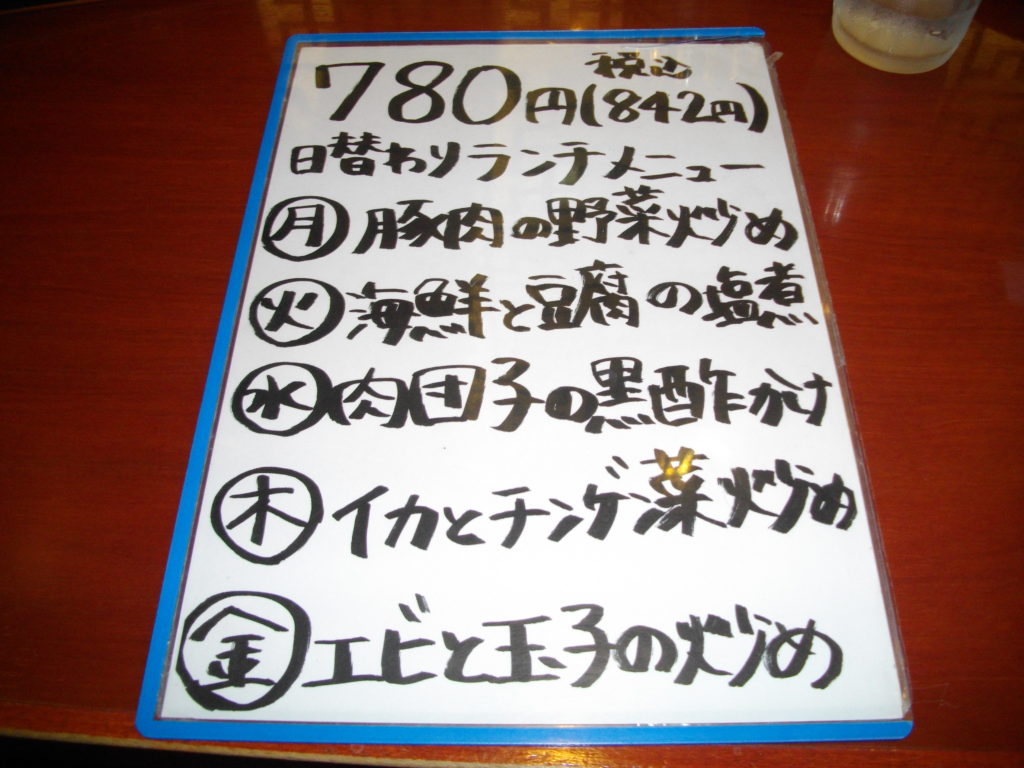 780円(税込842円)
日替わりランチメニュー
月 豚肉の野菜炒め
火 海鮮と豆腐の塩煮
水 肉団子の黒酢かけ
木 イカとチンゲン菜炒め
金 エビと玉子の炒め